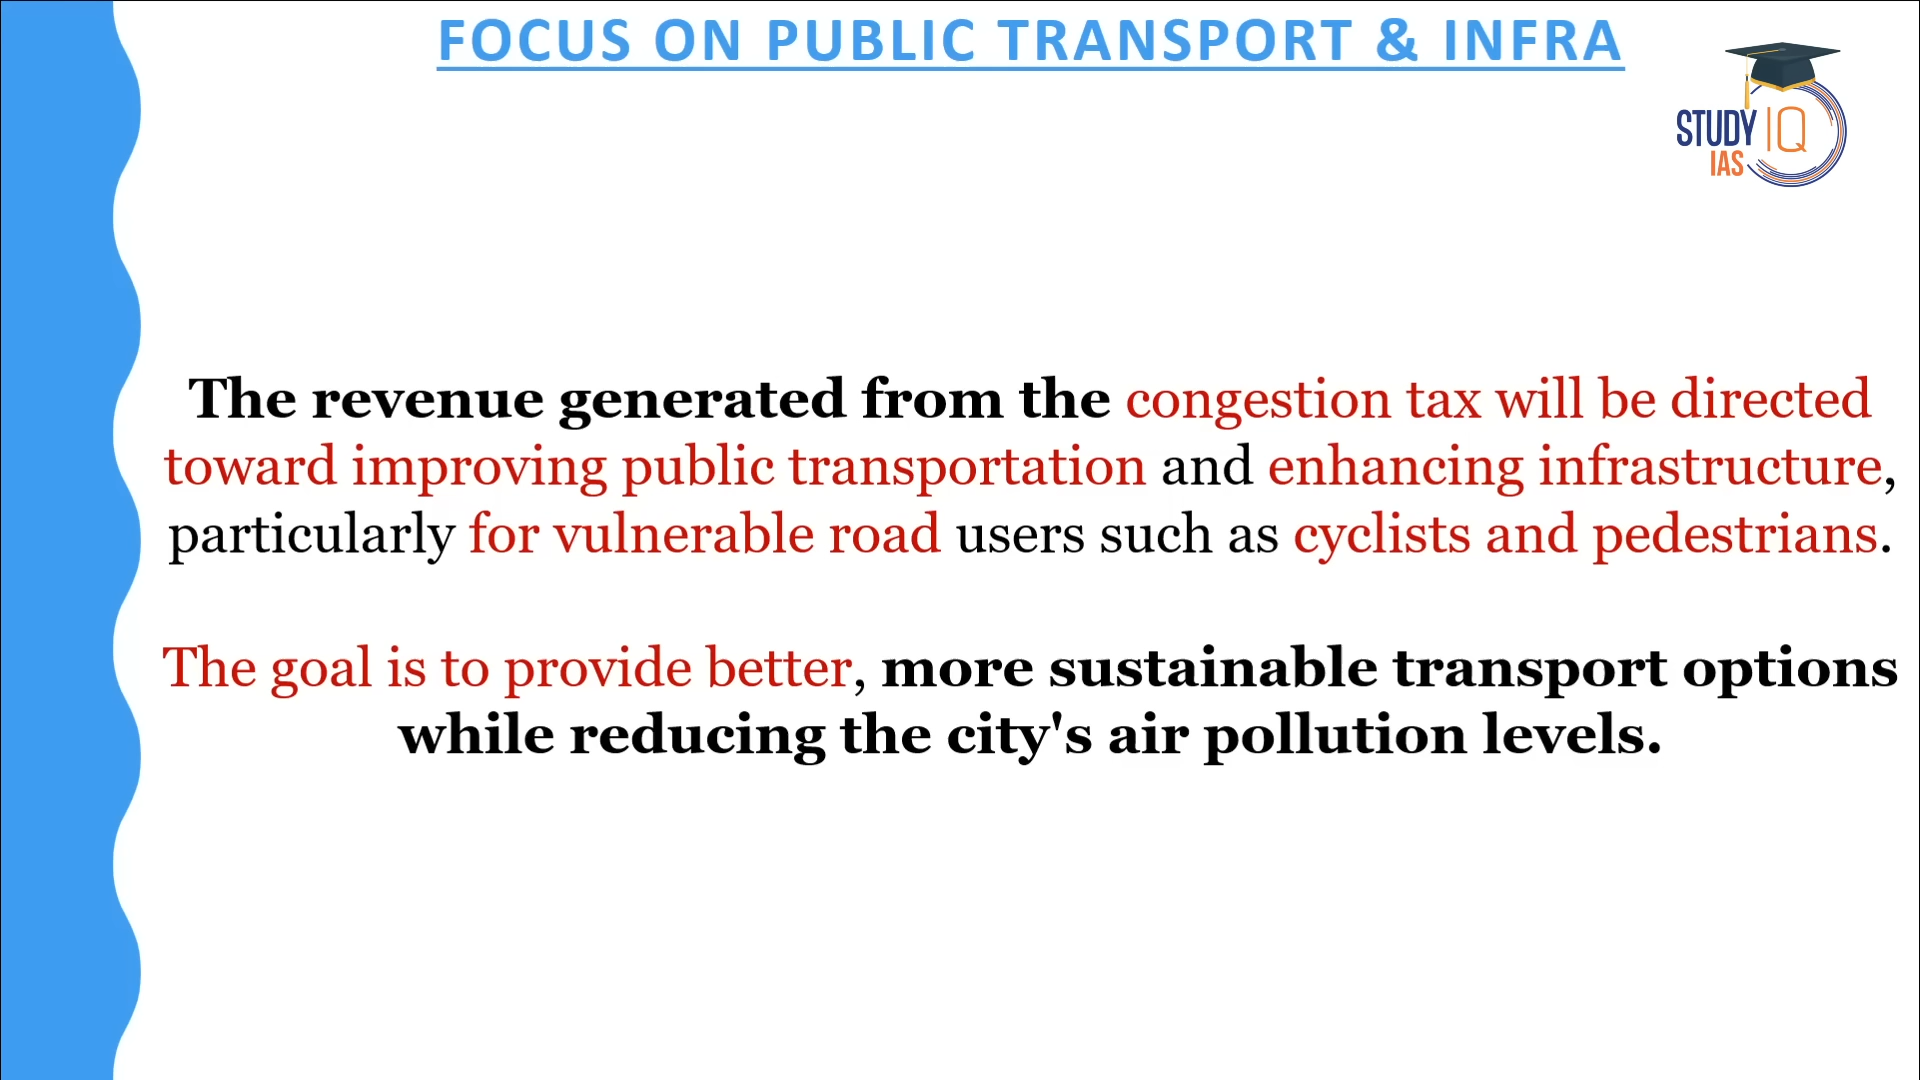 FOCUS ON PUBLIC TRANSPORT & INFRA
STUDY IQ
IAS
The revenue generated from the congestion tax will be directed
toward improving public transportation and enhancing infrastructure,
particularly for vulnerable road users such as cyclists and pedestrians.
The goal is to provide better, more sustainable transport options
while reducing the city's air pollution levels.